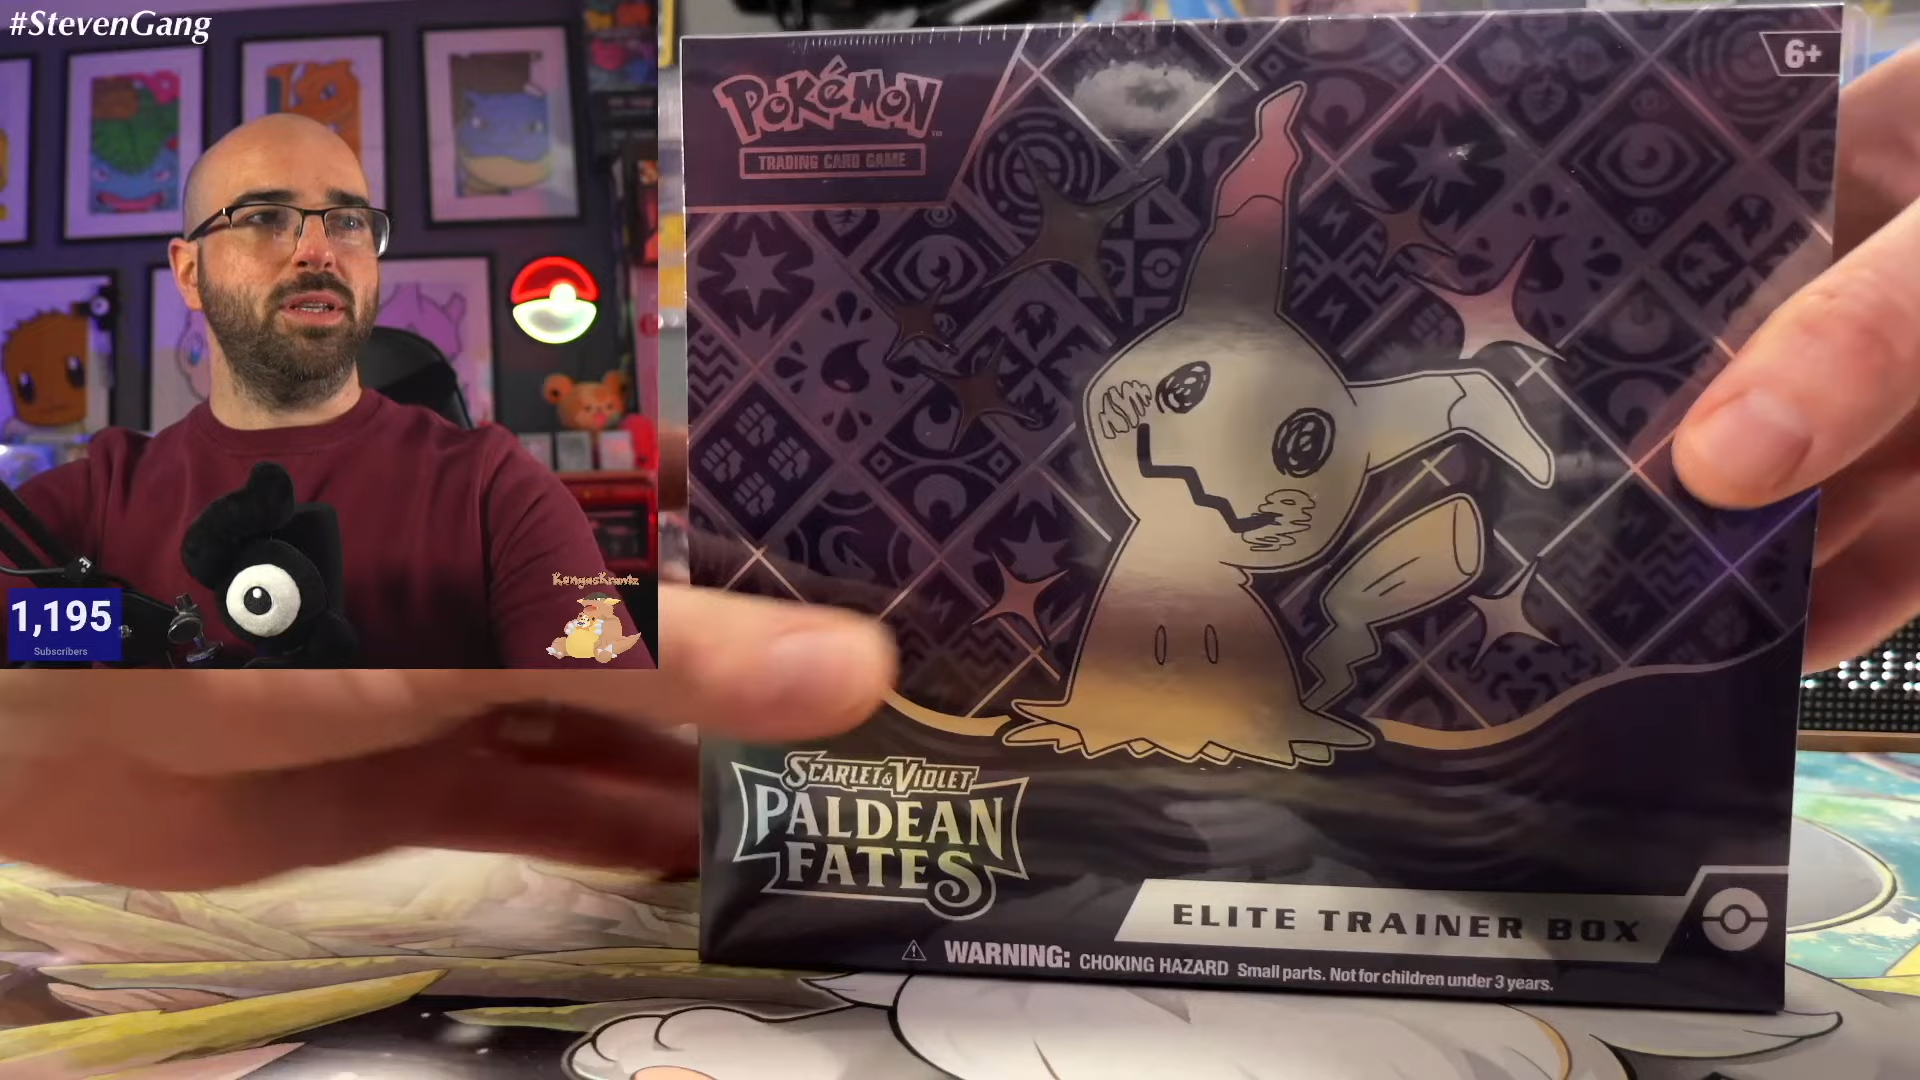 #StevenGang
POKéMON
TRADING CARD GAME
6+
1,195
Subscribers
KangasKrantz
SCARLET & VIOLET
PALDEAN
FATES
ELITE TRAINER BOX
⚠ WARNING: CHOKING HAZARD Small parts. Not for children under 3 years.